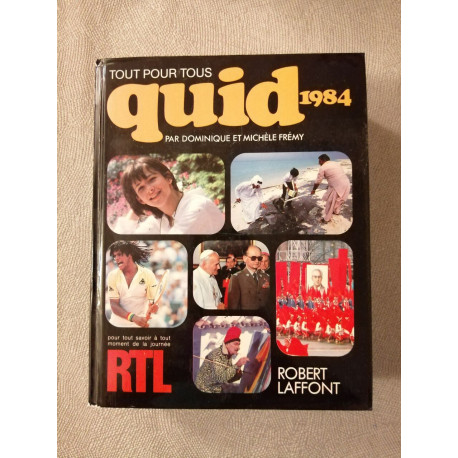 TOUT POUR TOUS
quid 1984
PAR DOMINIQUE ET MICHÈLE FRÉMY
pour tout savoir à tout
moment de la journée
RTL
ROBERT
LAFFONT